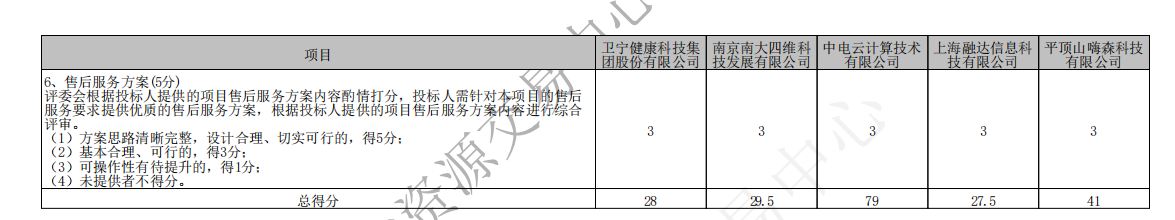 项目
卫宁健康科技集
团股份有限公司
南京南大四维科
技发展有限公司
中电云计算技术
有限公司
上海融达信息科
技有限公司
平顶山嗨森科技
有限公司
6、售后服务方案(5分)
评委会根据投标人提供的项目售后服务方案内容酌情打分，投标人需针对本项目的售后
服务要求提供优质的售后服务方案，根据投标人提供的项目售后服务方案内容进行综合
评审。
（1）方案思路清晰完整，设计合理、切实可行的，得5分；
（2）基本合理、可行的，得3分；
（3）可操作性有待提升的，得1分；
（4）未提供者不得分。
3
3
3
3
3
总得分
28
29.5
79
27.5
41
资源交易中心
易中心